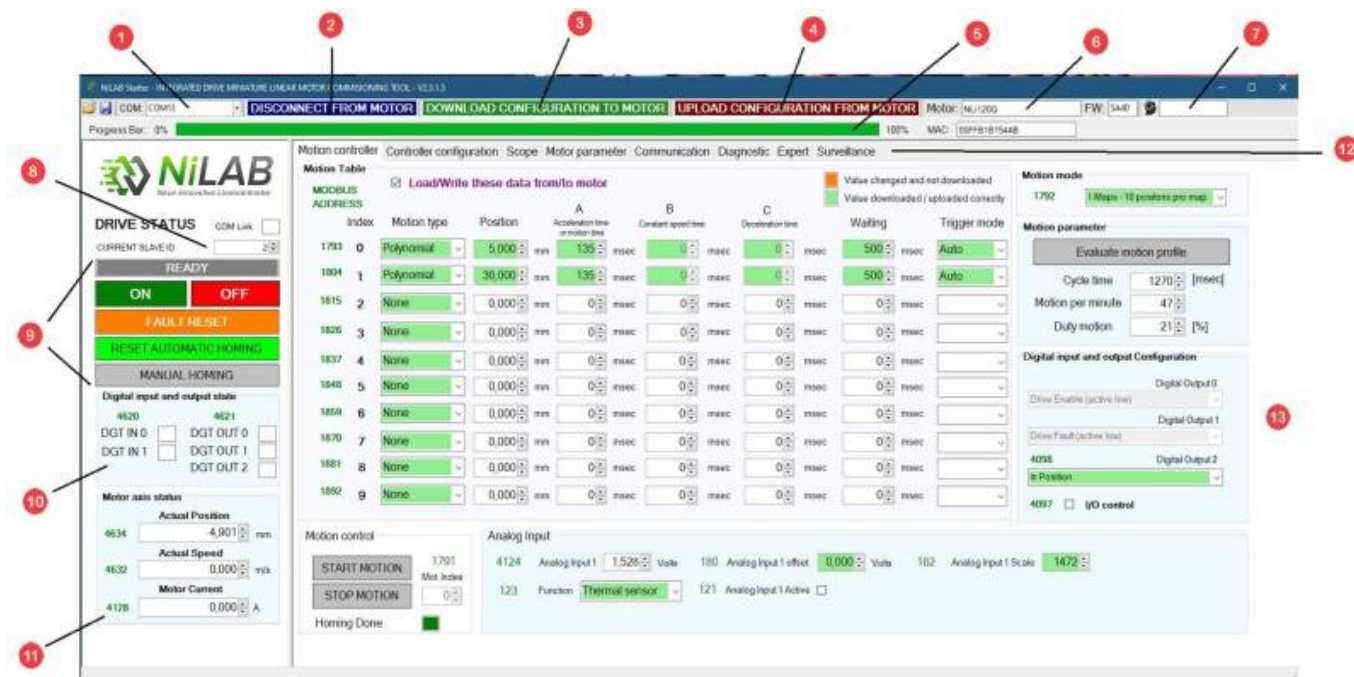 1 2 3 4 5 6 7
NiLAB Starter - INTEGRATED DRIVE MINIATURE LINEAR MOTOR COMMISIONING TOOL - V2.3.1.3
COM: COM13 DISCONNECT FROM MOTOR DOWNLOAD CONFIGURATION TO MOTOR UPLOAD CONFIGURATION FROM MOTOR Motor: FW:
Progress Bar: 0% 100% MAC:
Motion controller Controller configuration Scope Motor parameter Communication Diagnostic Expert Surveillance
12
8
NiLAB
DRIVE STATUS COM Link
CURRENT SLAVE ID 2
READY
ON OFF
FAULT RESET
RESET AUTOMATIC HOMING
MANUAL HOMING
9
Digital input and output state
4620 4621
DGT IN 0 DGT OUT 0
DGT IN 1 DGT OUT 1
DGT OUT 2
10
Motor axis status
Actual Position
4634 4,901 mm
Actual Speed
4632 0,000 m/s
Motor Current
4128 0,000 A
11
Motion Table
MODBUS ADDRESS
Load/Write these data from/to motor
Value changed and not downloaded
Value downloaded / uploaded correctly
A B C
Index Motion type Position Acceleration time or motion time Constant speed time Deceleration time Waiting Trigger mode
1793 0 Polynomial 5,000 mm 135 msec 0 msec 0 msec 500 msec Auto
1804 1 Polynomial 30,000 mm 135 msec 0 msec 0 msec 500 msec Auto
1815 2 None 0,000 mm 0 msec 0 msec 0 msec 0 msec
1826 3 None 0,000 mm 0 msec 0 msec 0 msec 0 msec
1837 4 None 0,000 mm 0 msec 0 msec 0 msec 0 msec
1848 5 None 0,000 mm 0 msec 0 msec 0 msec 0 msec
1859 6 None 0,000 mm 0 msec 0 msec 0 msec 0 msec
1870 7 None 0,000 mm 0 msec 0 msec 0 msec 0 msec
1881 8 None 0,000 mm 0 msec 0 msec 0 msec 0 msec
1892 9 None 0,000 mm 0 msec 0 msec 0 msec 0 msec
Motion control
START MOTION 1791
Mot Index
STOP MOTION 0
Homing Done
Analog Input
4124 Analog Input 1 1,528 Volts 180 Analog Input 1 offset 0,000 Volts 182 Analog Input 1 Scale 1472
123 Function Thermal sensor 121 Analog Input 1 Active
Motion mode
1792 1 Maps - 10 positions pro map
Motion parameter
Evaluate motion profile
Cycle time 1270 [msec]
Motion per minute 47
Duty motion 21 [%]
Digital input and output Configuration
Digital Output 0
Drive Enable (active low)
Digital Output 1
Drive Fault (active low)
4098 Digital Output 2
In Position
4097 I/O control
13